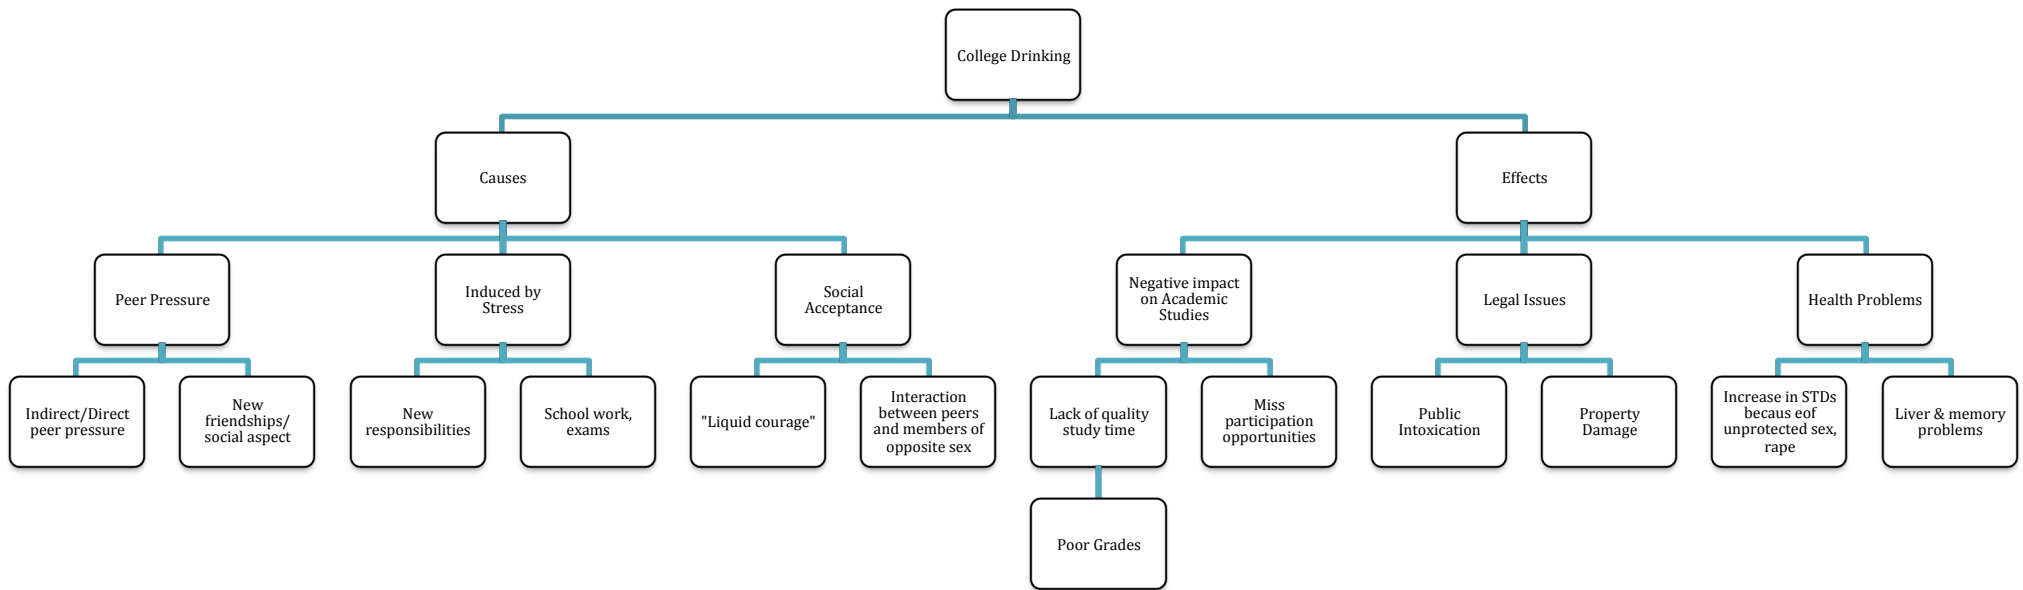 College Drinking
Causes
Effects
Peer Pressure
Induced by
Stress
Social
Acceptance
Negative impact
on Academic
Studies
Legal Issues
Health Problems
Indirect/Direct
peer pressure
New
friendships/
social aspect
New
responsibilities
School work,
exams
"Liquid courage"
Interaction
between peers
and members of
opposite sex
Lack of quality
study time
Miss
participation
opportunities
Public
Intoxication
Property
Damage
Increase in STDs
becaus eof
unprotected sex,
rape
Liver & memory
problems
Poor Grades